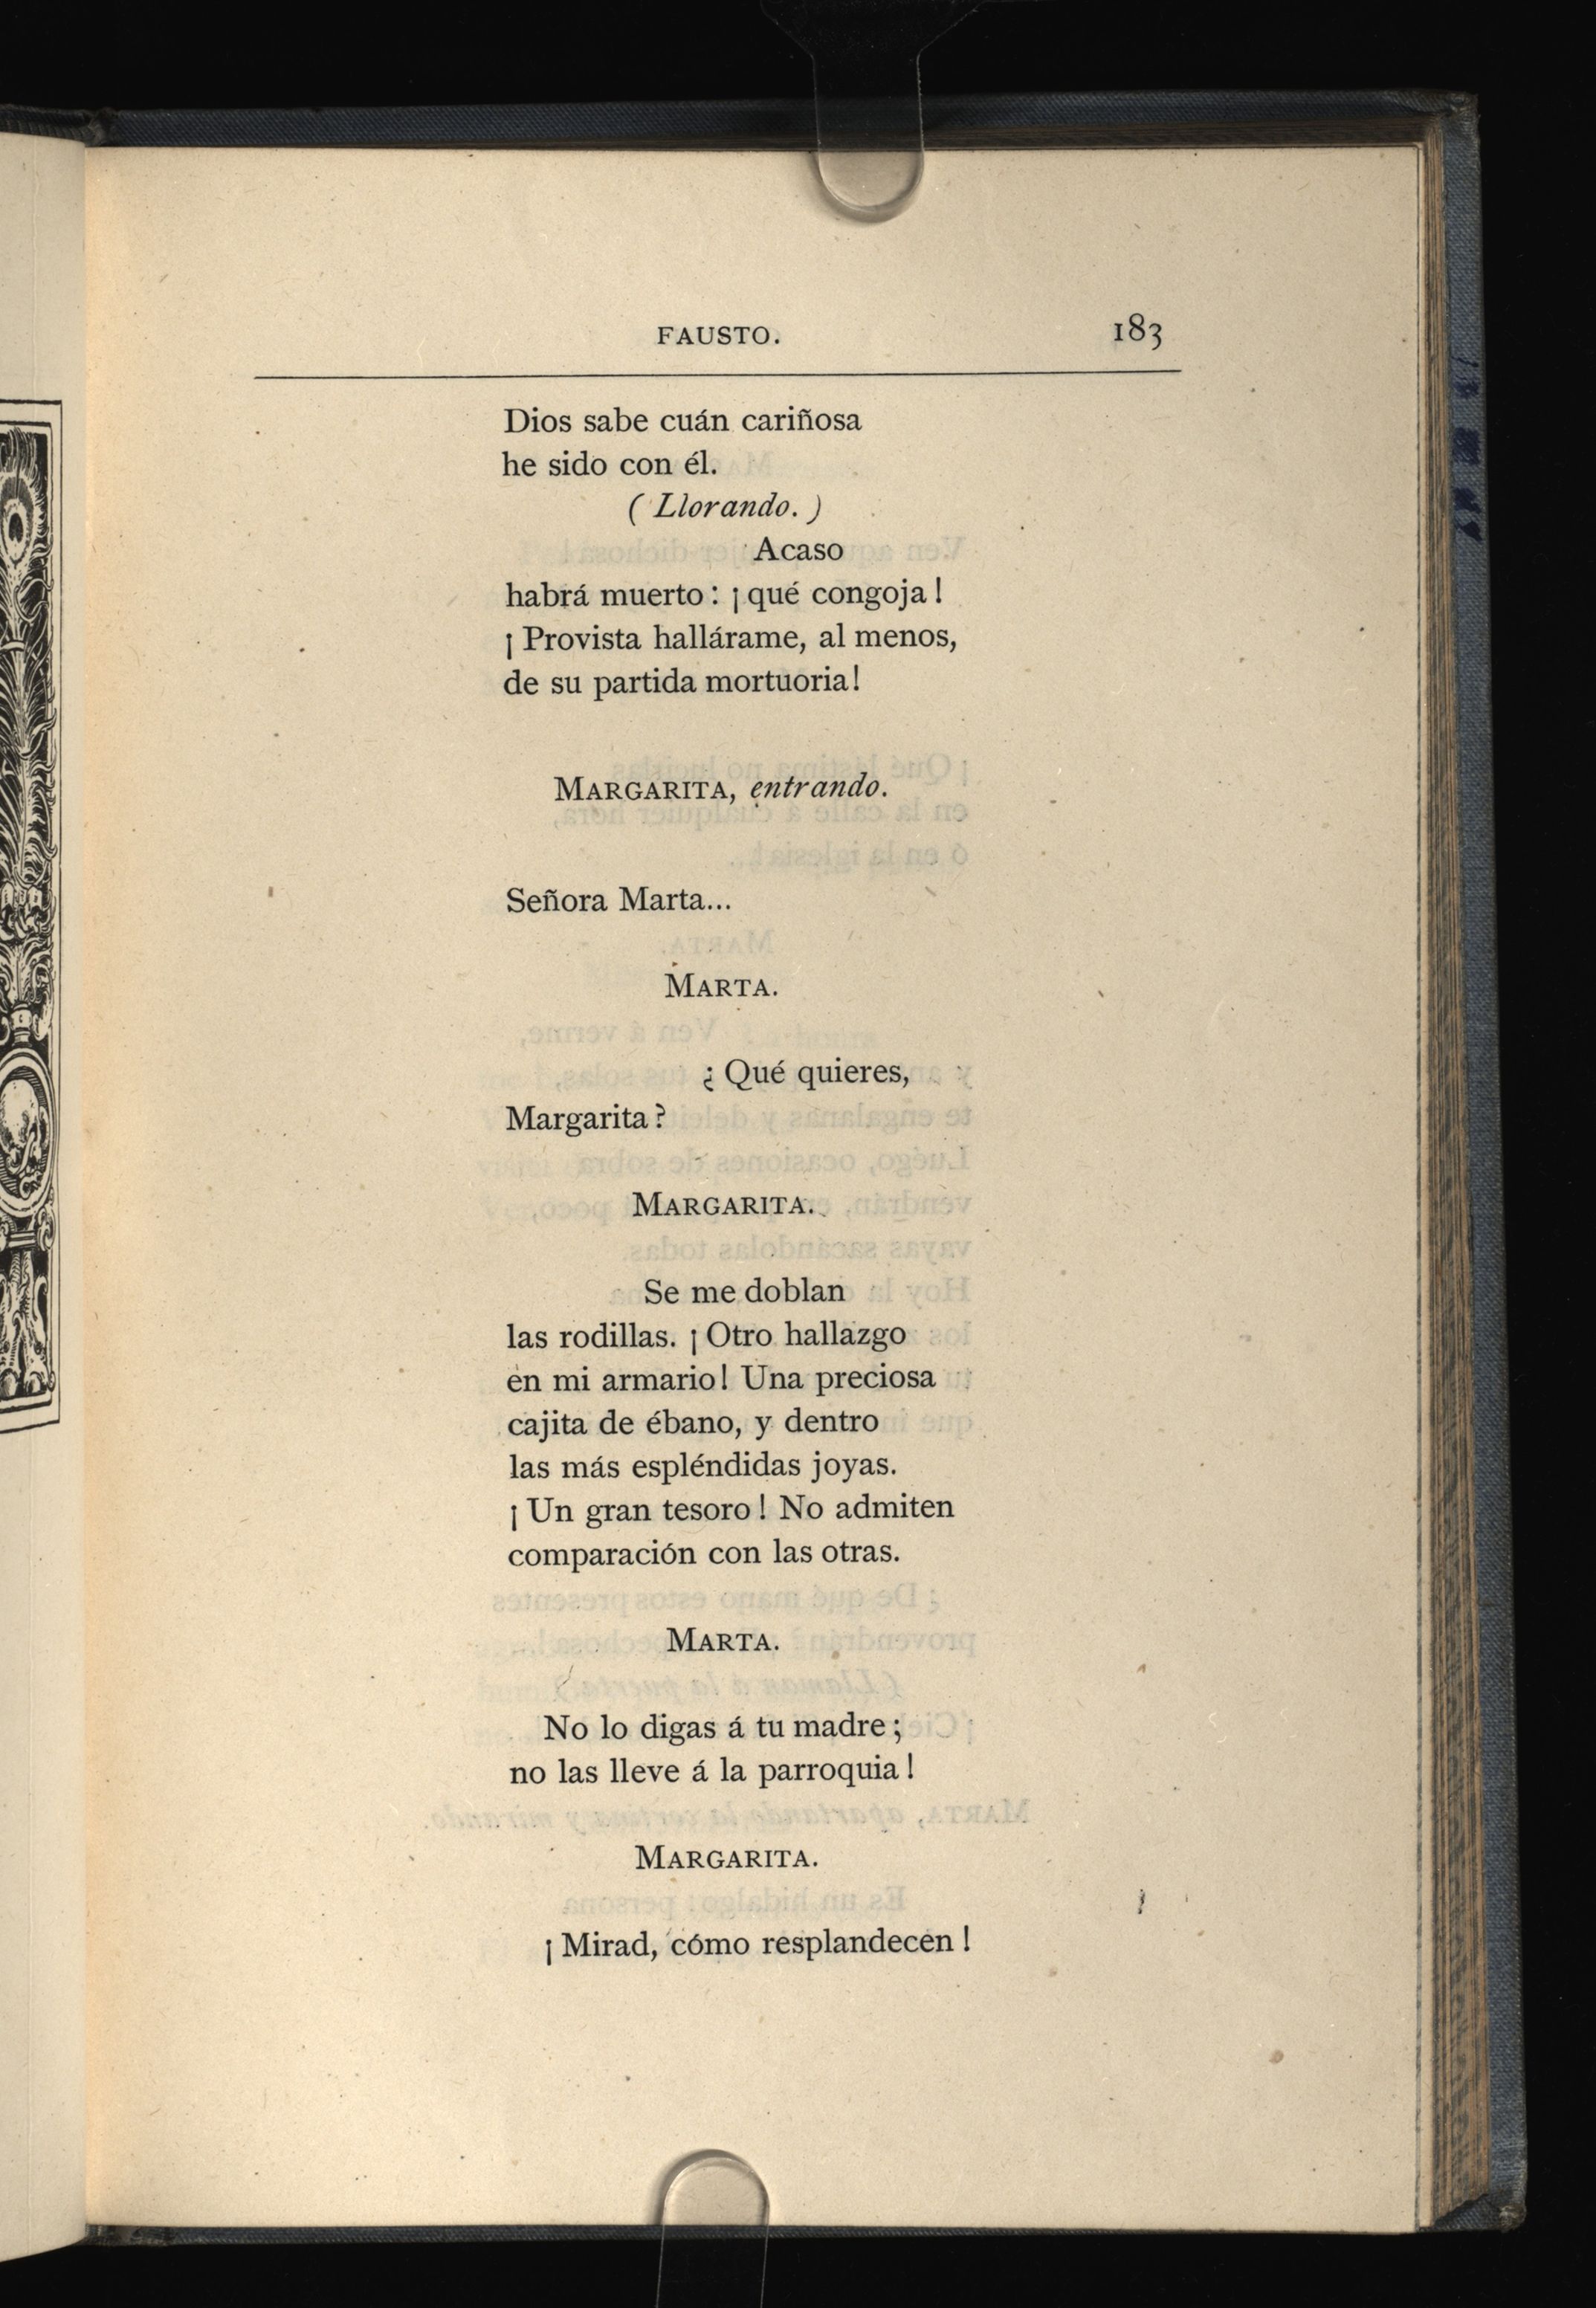 FAUSTO. 183
Dios sabe cuán cariñosa
he sido con él.
(Llorando.)
Acaso
habrá muerto: ¡qué congoja!
¡Provista hallárame, al menos,
de su partida mortuoria!
MARGARITA, entrando.
Señora Marta...
MARTA.
¿Qué quieres,
Margarita?
MARGARITA.
Se me doblan
las rodillas. ¡Otro hallazgo
en mi armario! Una preciosa
cajita de ébano, y dentro
las más espléndidas joyas.
¡Un gran tesoro! No admiten
comparación con las otras.
MARTA.
No lo digas á tu madre;
no las lleve á la parroquia!
MARGARITA.
¡Mirad, cómo resplandecen!